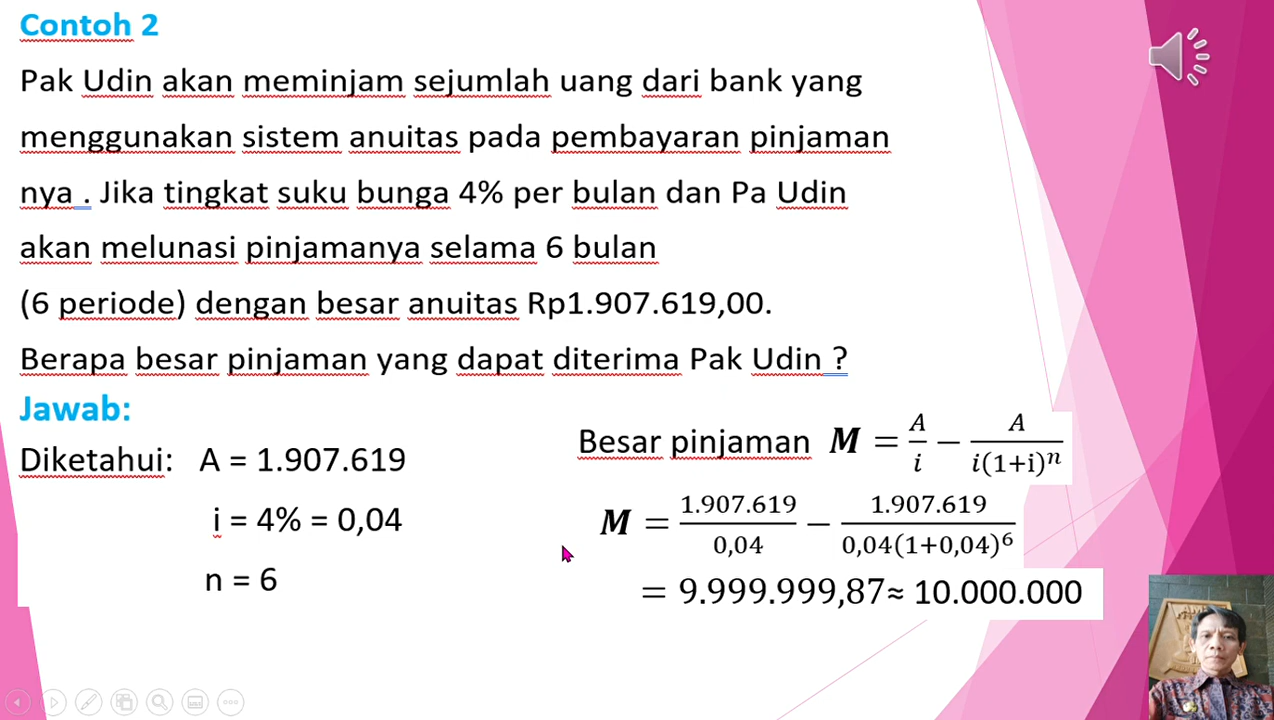 Contoh 2
Pak Udin akan meminjam sejumlah uang dari bank yang
menggunakan sistem anuitas pada pembayaran pinjaman
nya . Jika tingkat suku bunga 4% per bulan dan Pa Udin
akan melunasi pinjamanya selama 6 bulan
(6 periode) dengan besar anuitas Rp1.907.619,00.
Berapa besar pinjaman yang dapat diterima Pak Udin ?
Jawab:
Diketahui: A = 1.907.619
i = 4% = 0,04
n = 6
Besar pinjaman M = A/i − A/(i(1+i)ⁿ)
M = 1.907.619/0,04 − 1.907.619/(0,04(1+0,04)⁶)
= 9.999.999,87≈ 10.000.000